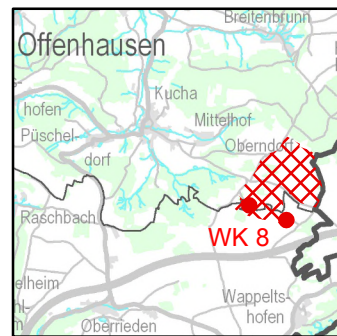 Breitenbrunn
Offenhausen
Kucha
hofen
Mittelhof
Püschel-
dorf
Oberndorf
Raschbach
WK 8
elheim
Wappelts-
hofen
Oberrieden